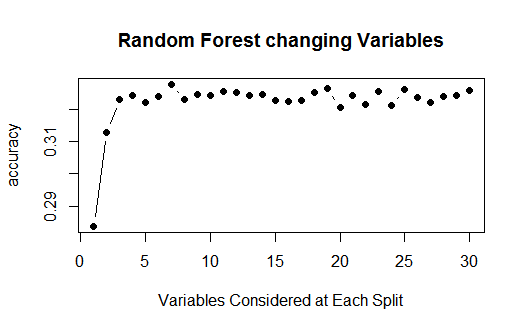 Random Forest changing Variables
accuracy
0.31
0.29
0 5 10 15 20 25 30
Variables Considered at Each Split